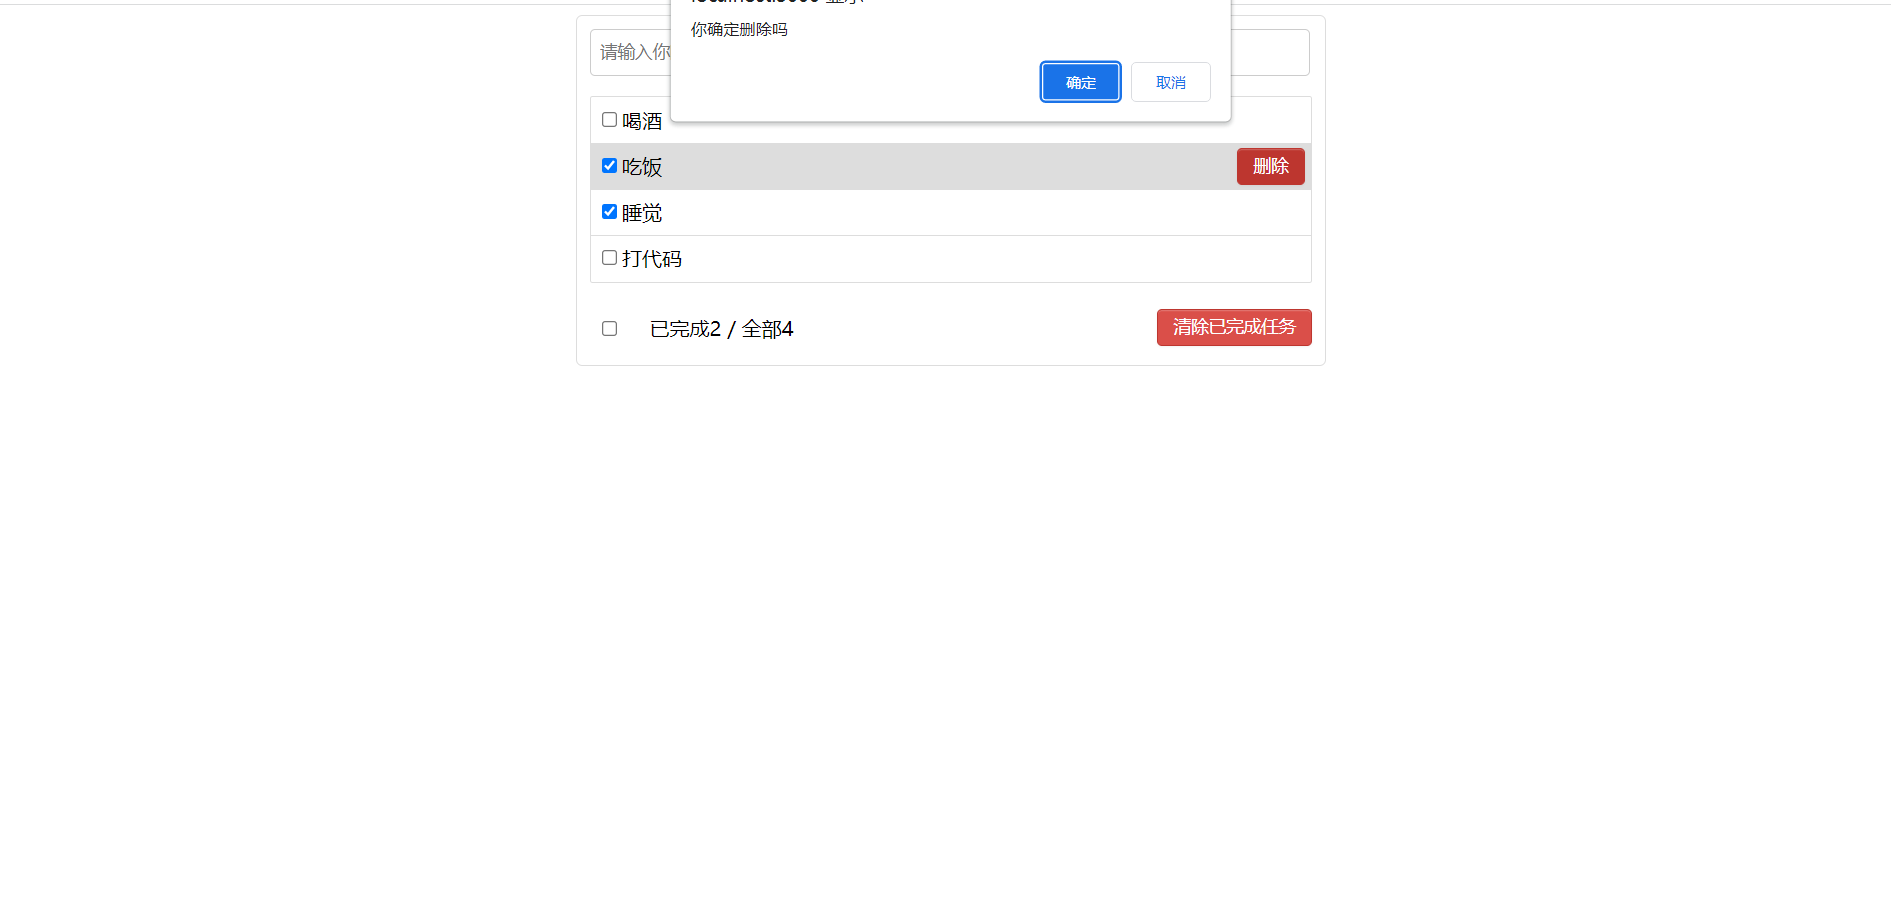 你确定删除吗
请输入你
确定
取消
喝酒
吃饭
删除
睡觉
打代码
已完成2 / 全部4
清除已完成任务